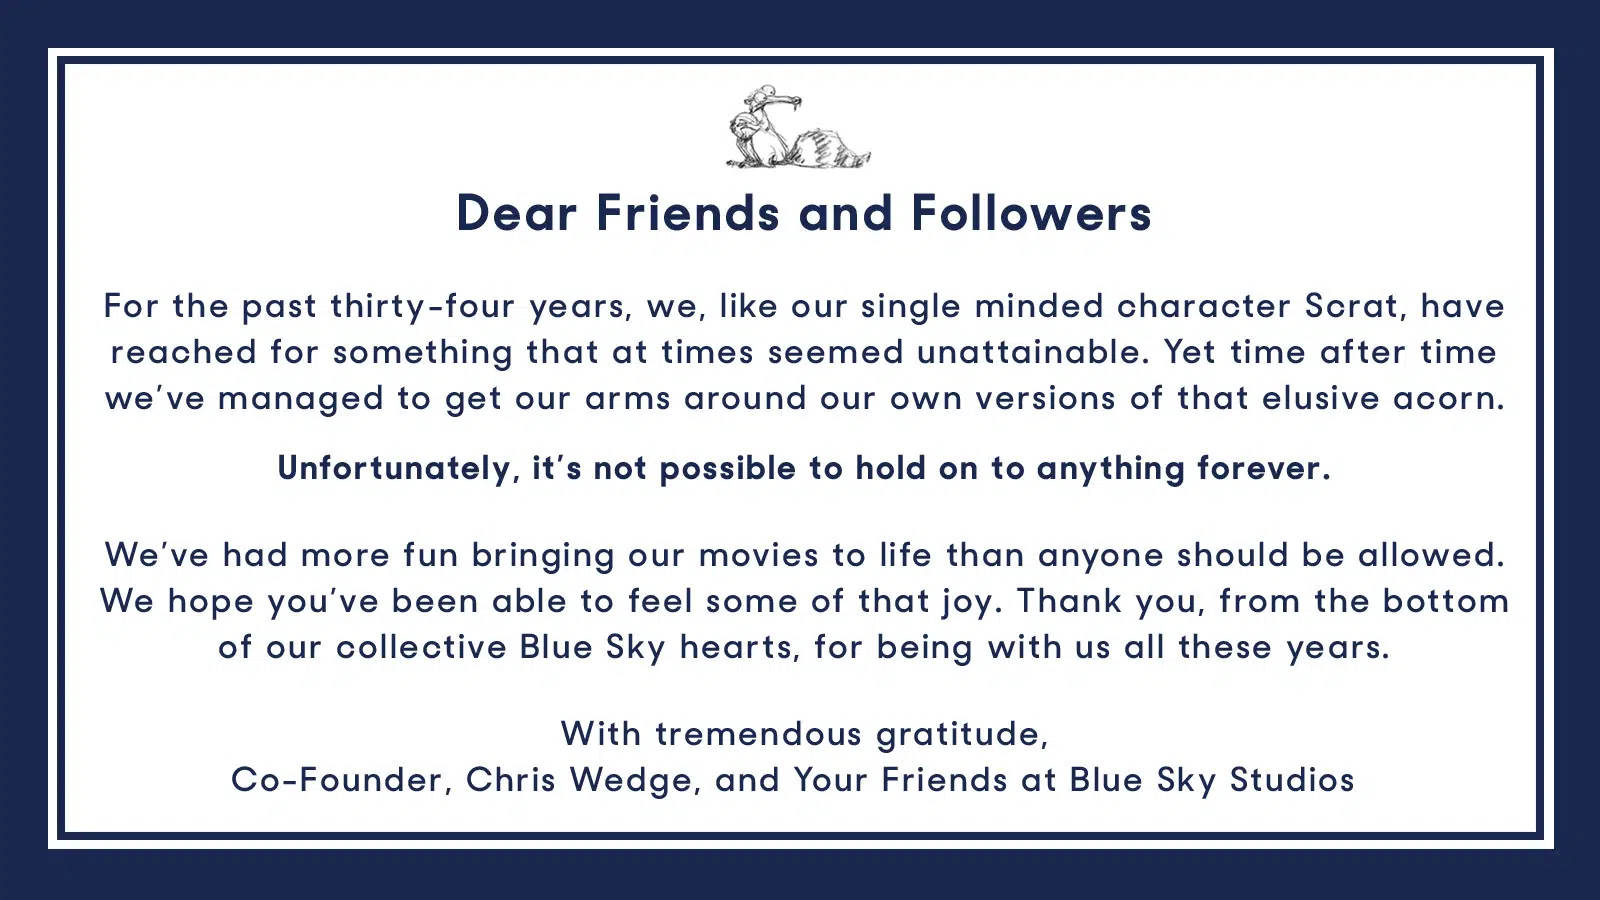 Dear Friends and Followers
For the past thirty-four years, we, like our single minded character Scrat, have
reached for something that at times seemed unattainable. Yet time after time
we’ve managed to get our arms around our own versions of that elusive acorn.
Unfortunately, it’s not possible to hold on to anything forever.
We’ve had more fun bringing our movies to life than anyone should be allowed.
We hope you’ve been able to feel some of that joy. Thank you, from the bottom
of our collective Blue Sky hearts, for being with us all these years.
With tremendous gratitude,
Co-Founder, Chris Wedge, and Your Friends at Blue Sky Studios